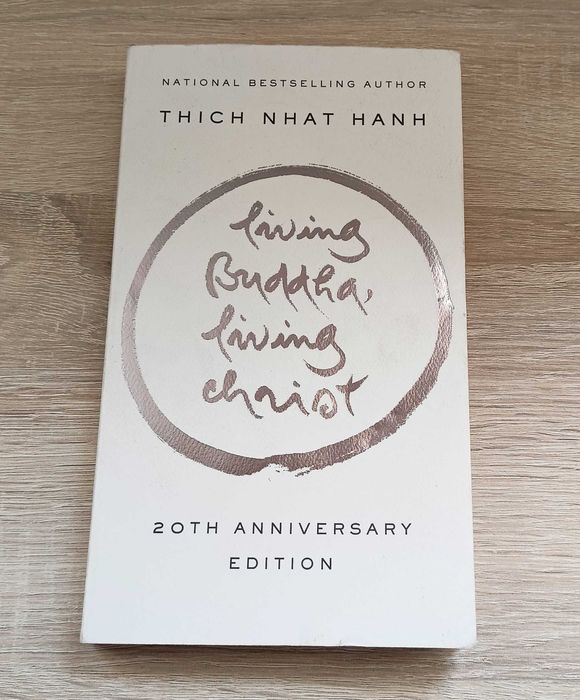 NATIONAL BESTSELLING AUTHOR
THICH NHAT HANH
living
Buddha,
living
christ
20TH ANNIVERSARY
EDITION